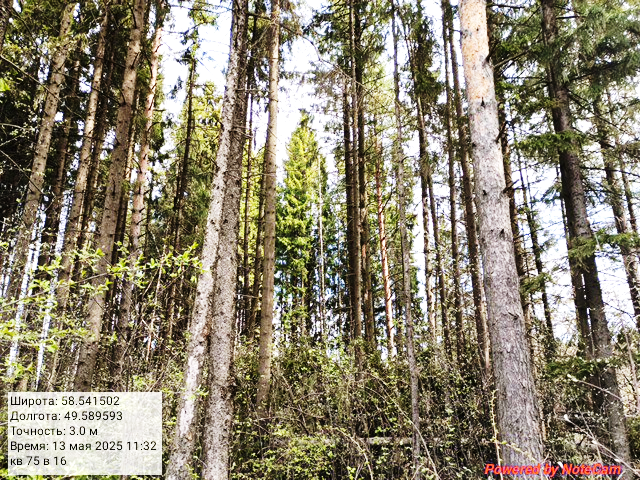 Широта: 58.541502
Долгота: 49.589593
Точность: 3.0 м
Время: 13 мая 2025 11:32
кв 75 в 16
Powered by NoteCam